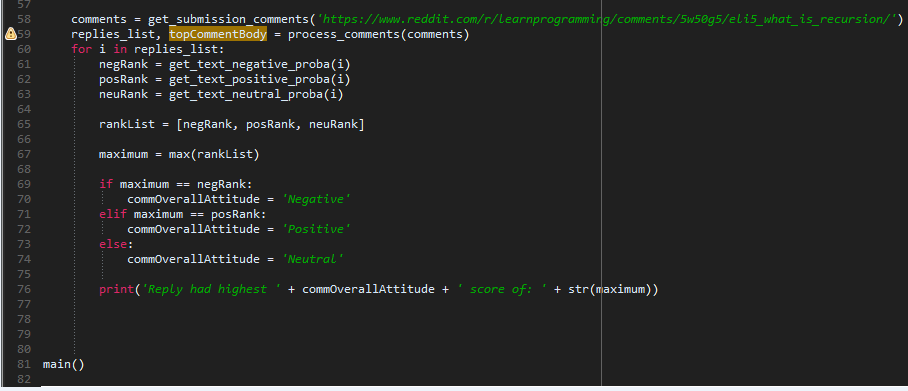 57
58 comments = get_submission_comments('https://www.reddit.com/r/learnprogramming/comments/5w50g5/eli5_what_is_recursion/')
59 replies_list, topCommentBody = process_comments(comments)
60 for i in replies_list:
61 negRank = get_text_negative_proba(i)
62 posRank = get_text_positive_proba(i)
63 neuRank = get_text_neutral_proba(i)
64
65 rankList = [negRank, posRank, neuRank]
66
67 maximum = max(rankList)
68
69 if maximum == negRank:
70 commOverallAttitude = 'Negative'
71 elif maximum == posRank:
72 commOverallAttitude = 'Positive'
73 else:
74 commOverallAttitude = 'Neutral'
75
76 print('Reply had highest ' + commOverallAttitude + ' score of: ' + str(maximum))
77
78
79
80
81 main()
82